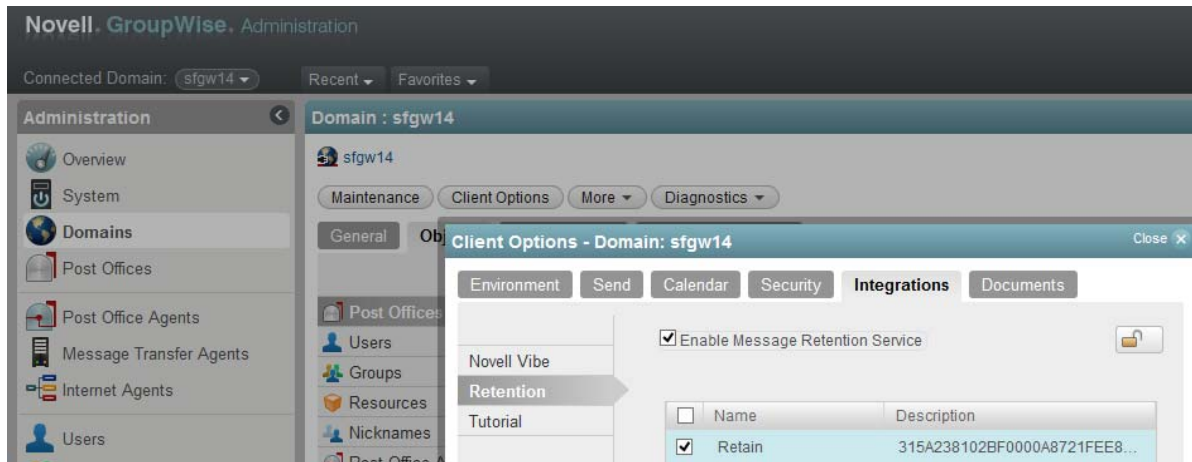 Novell. GroupWise. Administration
Connected Domain: sfgw14 Recent Favorites
Administration
Overview
System
Domains
Post Offices
Post Office Agents
Message Transfer Agents
Internet Agents
Users
Domain : sfgw14
sfgw14
Maintenance Client Options More Diagnostics
General Obj
Post Offices
Users
Groups
Resources
Nicknames
Post Office A
Client Options - Domain: sfgw14 Close
Environment Send Calendar Security Integrations Documents
Novell Vibe
Retention
Tutorial
Enable Message Retention Service
Name Description
Retain 315A238102BF0000A8721FEE8...